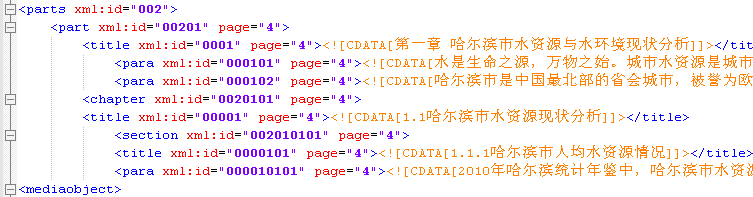 <parts xml:id="002">
<part xml:id="00201" page="4">
<title xml:id="0001" page="4"><![CDATA[第一章 哈尔滨市水资源与水环境现状分析]]></tit
<para xml:id="000101" page="4"><![CDATA[水是生命之源，万物之始。城市水资源是城市
<para xml:id="000102" page="4"><![CDATA[哈尔滨市是中国最北部的省会城市，被誉为欧
<chapter xml:id="0020101" page="4">
<title xml:id="00001" page="4"><![CDATA[1.1哈尔滨市水资源现状分析]]></title>
<section xml:id="002010101" page="4">
<title xml:id="0000101" page="4"><![CDATA[1.1.1哈尔滨市人均水资源情况]]></title>
<para xml:id="000010101" page="4"><![CDATA[2010年哈尔滨统计年鉴中，哈尔滨市水资源
<mediaobject>